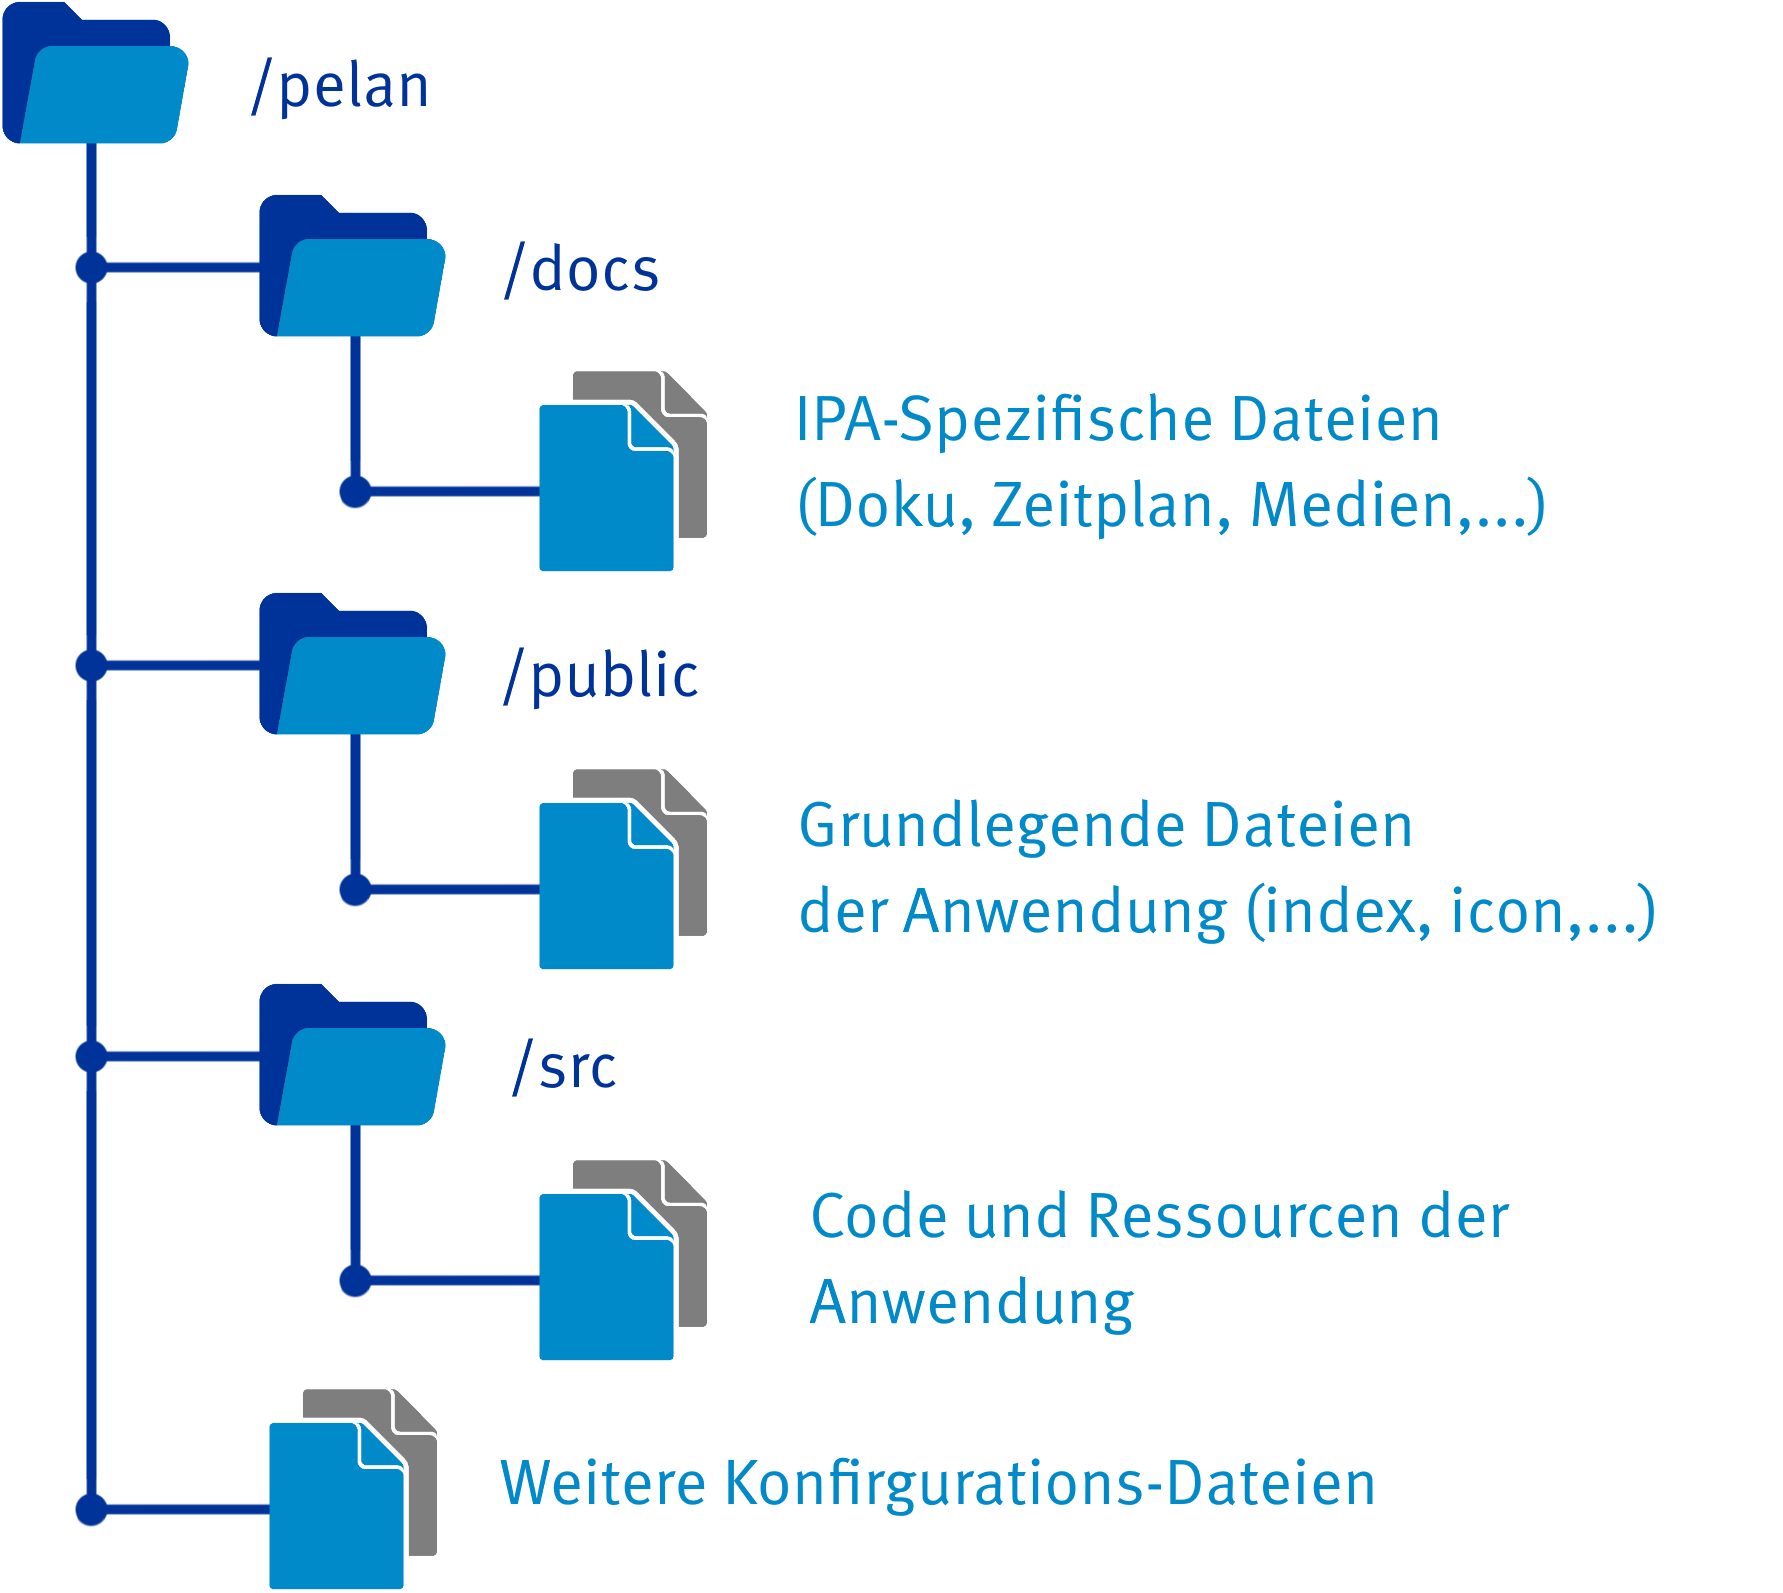 /pelan
/docs
IPA-Spezifische Dateien
(Doku, Zeitplan, Medien,...)
/public
Grundlegende Dateien
der Anwendung (index, icon,...)
/src
Code und Ressourcen der
Anwendung
Weitere Konfirgurations-Dateien